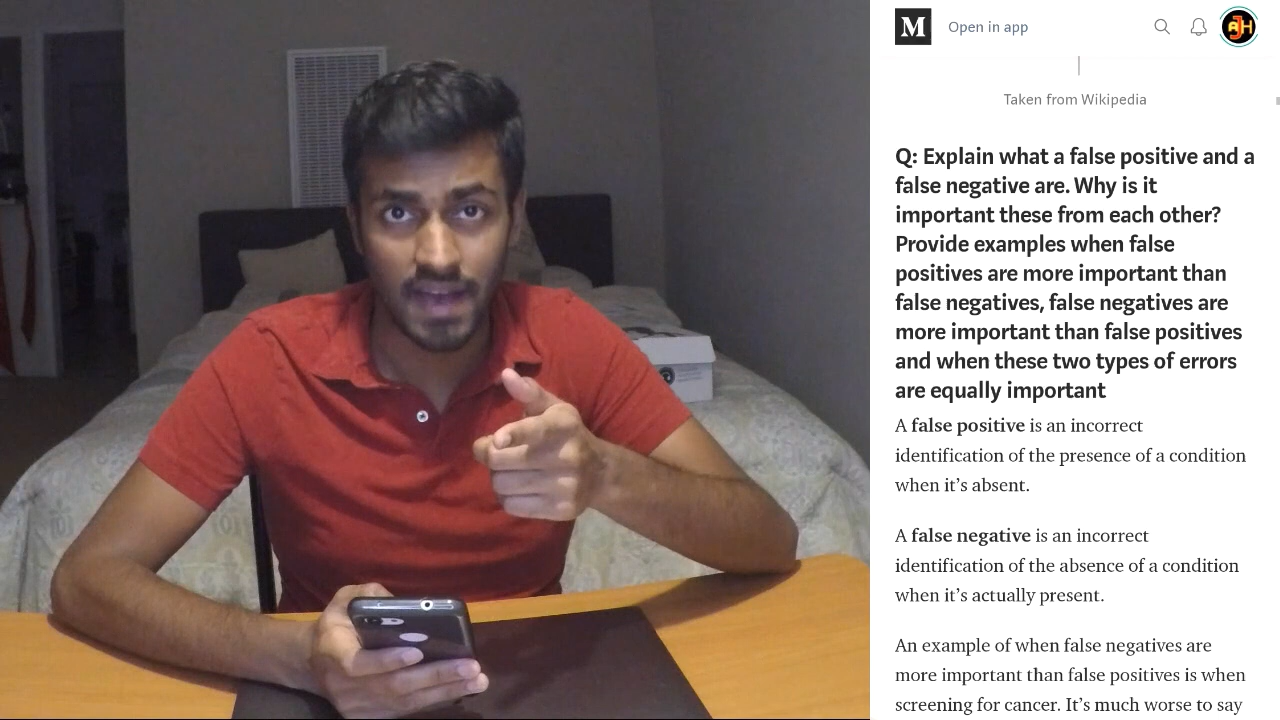 M Open in app
AJH
Taken from Wikipedia
Q: Explain what a false positive and a
false negative are. Why is it
important these from each other?
Provide examples when false
positives are more important than
false negatives, false negatives are
more important than false positives
and when these two types of errors
are equally important
A false positive is an incorrect
identification of the presence of a condition
when it's absent.
A false negative is an incorrect
identification of the absence of a condition
when it's actually present.
An example of when false negatives are
more important than false positives is when
screening for cancer. It's much worse to say